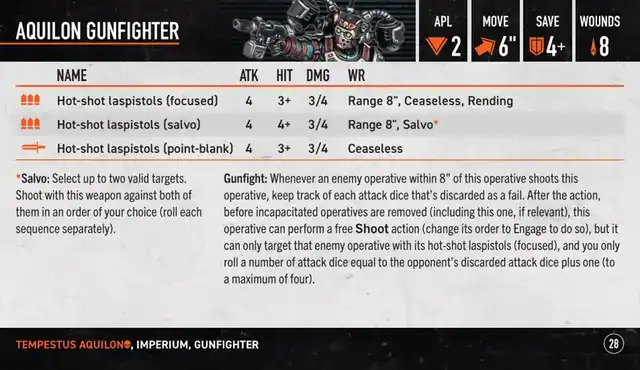 AQUILON GUNFIGHTER
APL
2
MOVE
6"
SAVE
4+
WOUNDS
8
NAME ATK HIT DMG WR
Hot-shot laspistols (focused) 4 3+ 3/4 Range 8", Ceaseless, Rending
Hot-shot laspistols (salvo) 4 4+ 3/4 Range 8", Salvo*
Hot-shot laspistols (point-blank) 4 3+ 3/4 Ceaseless
*Salvo: Select up to two valid targets.
Shoot with this weapon against both of
them in an order of your choice (roll each
sequence separately).
Gunfight: Whenever an enemy operative within 8" of this operative shoots this
operative, keep track of each attack dice that's discarded as a fail. After the action,
before incapacitated operatives are removed (including this one, if relevant), this
operative can perform a free Shoot action (change its order to Engage to do so), but it
can only target that enemy operative with its hot-shot laspistols (focused), and you only
roll a number of attack dice equal to the opponent's discarded attack dice plus one (to
a maximum of four).
TEMPESTUS AQUILON, IMPERIUM, GUNFIGHTER
28